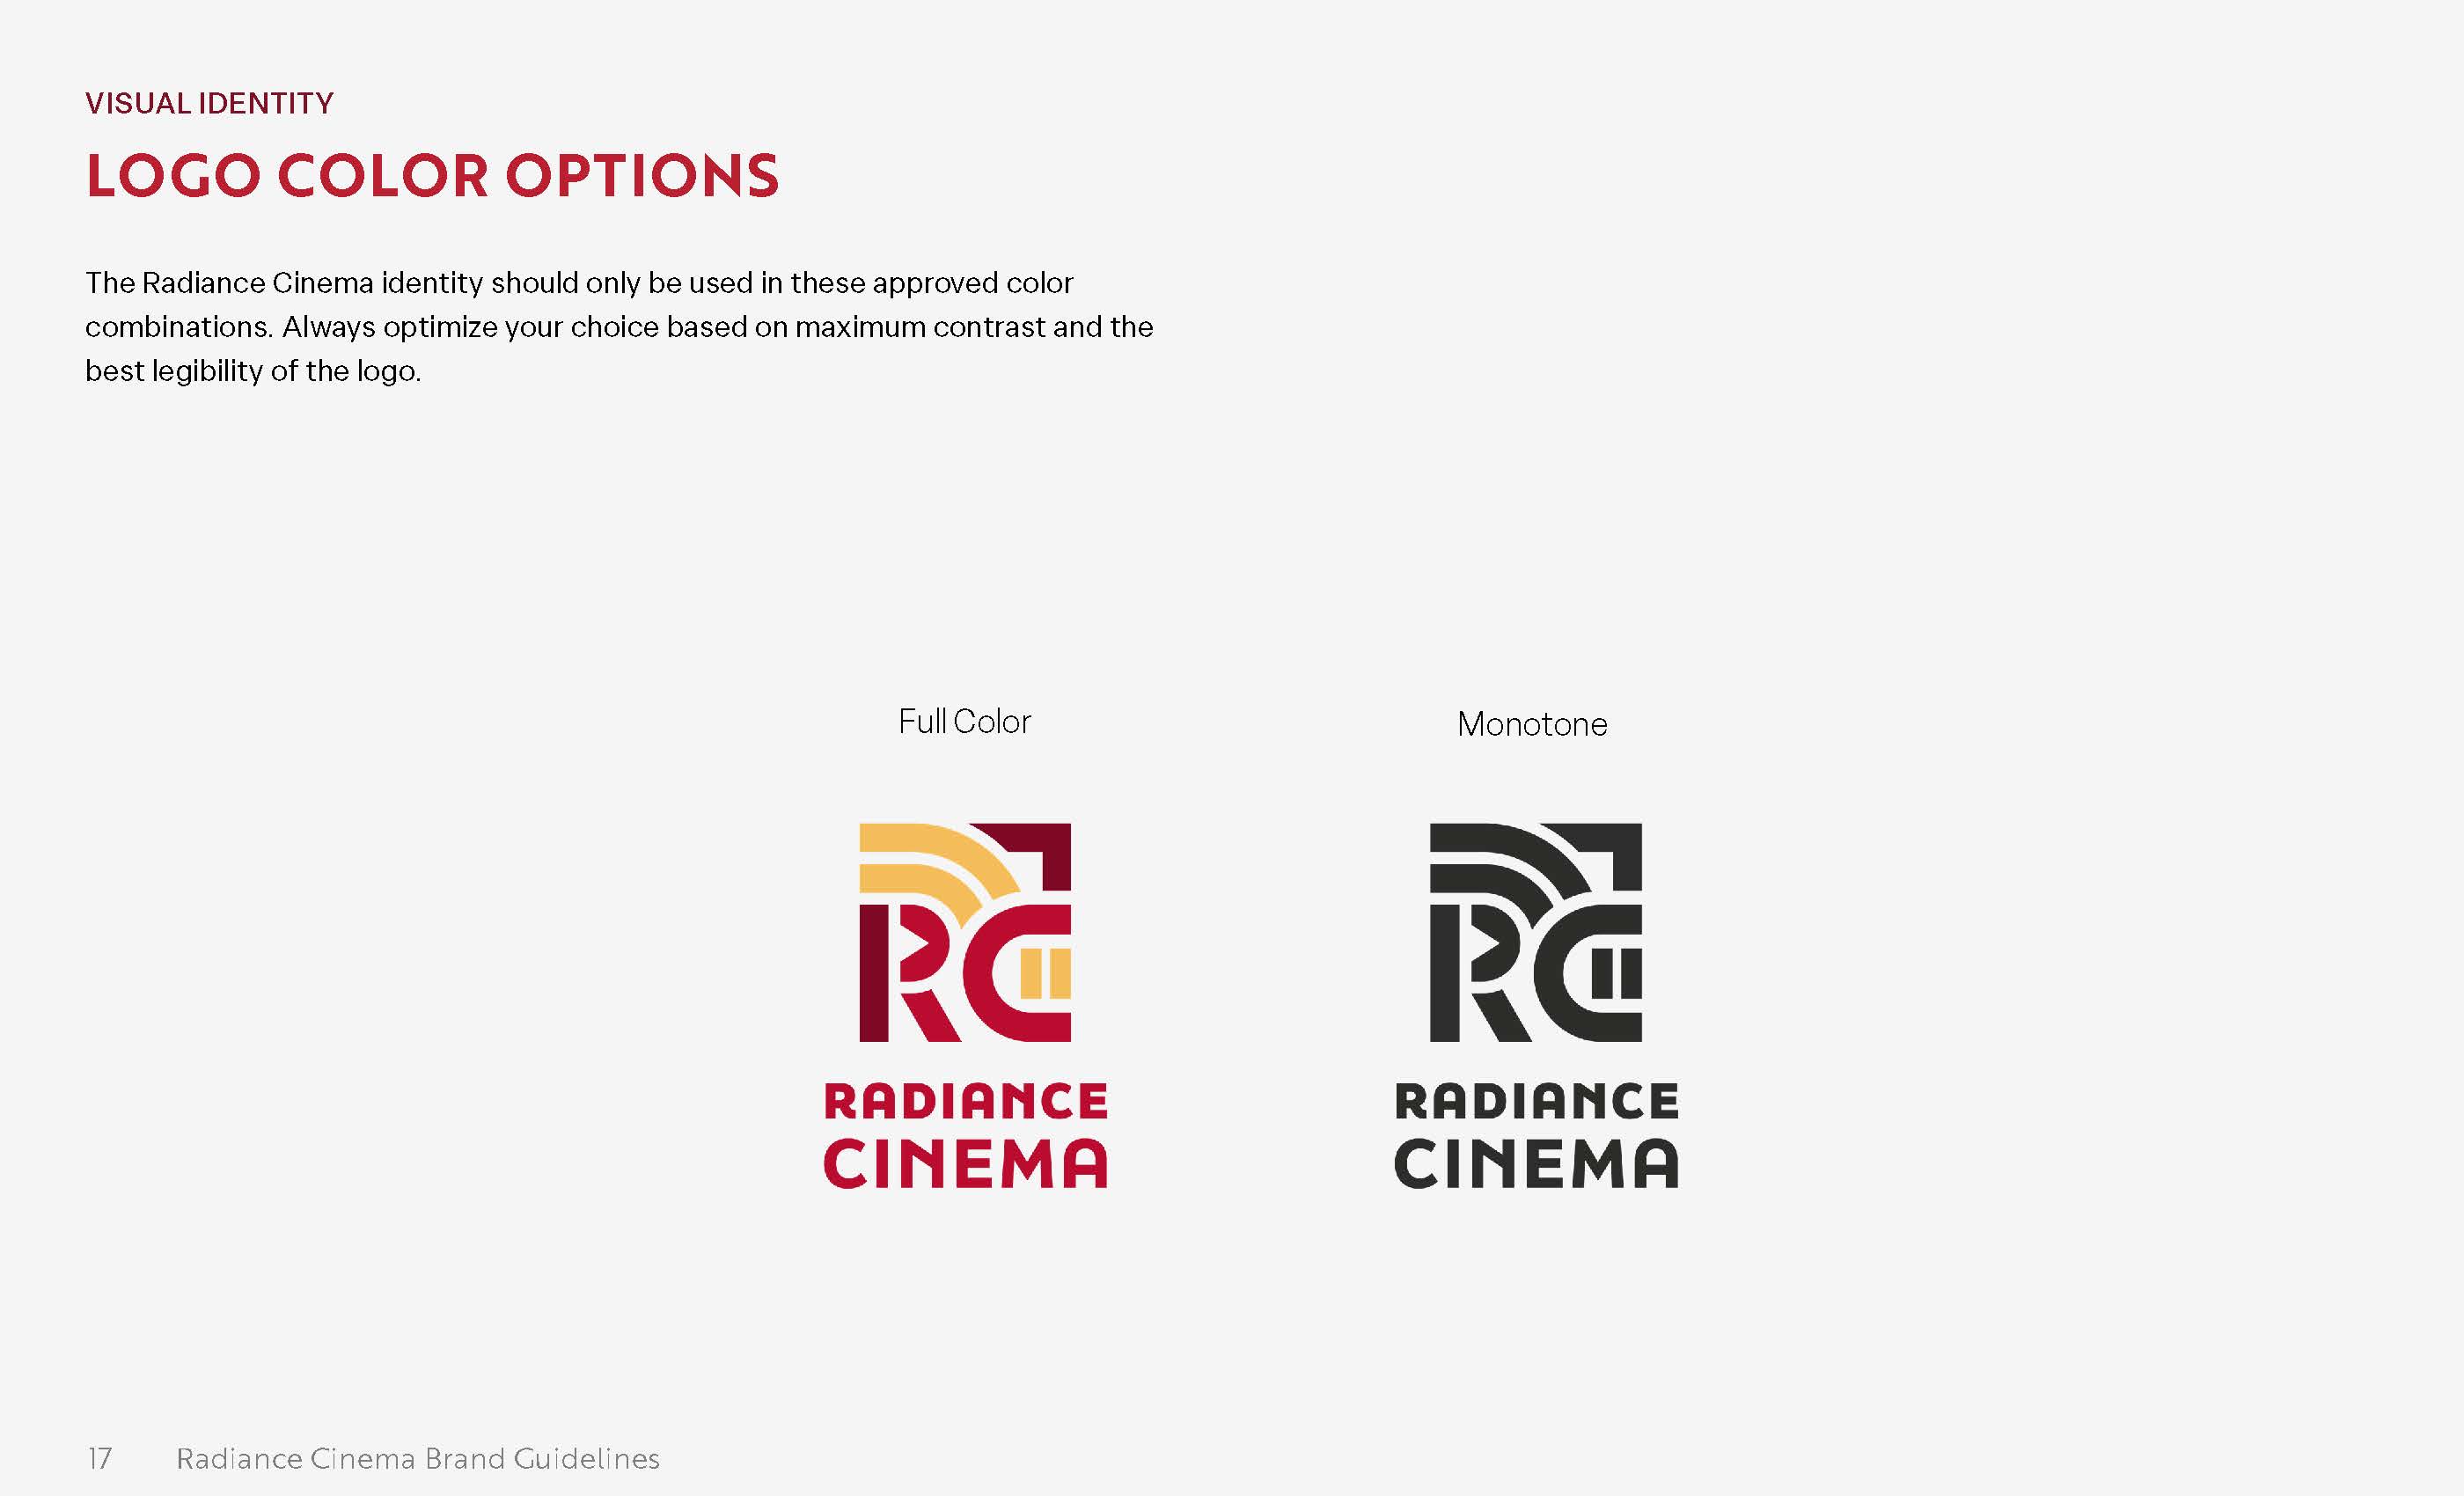 VISUAL IDENTITY
LOGO COLOR OPTIONS
The Radiance Cinema identity should only be used in these approved color
combinations. Always optimize your choice based on maximum contrast and the
best legibility of the logo.
Full Color
Monotone
RC
RADIANCE
CINEMA
RC
RADIANCE
CINEMA
17 Radiance Cinema Brand Guidelines